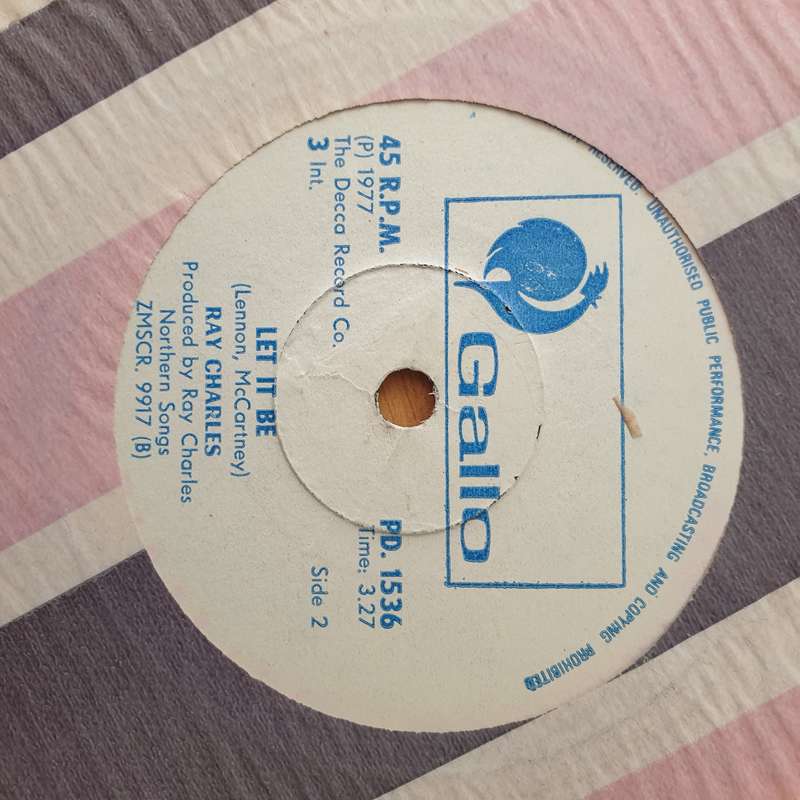 RESERVED. UNAUTHORISED PUBLIC PERFORMANCE, BROADCASTING AND COPYING PROHIBITED
Gallo
45 R.P.M.
(P) 1977
The Decca Record Co.
3 Int.
PD. 1536
Time: 3.27
Side 2
LET IT BE
(Lennon, McCartney)
RAY CHARLES
Produced by Ray Charles
Northern Songs
ZMSCR. 9917 (B)